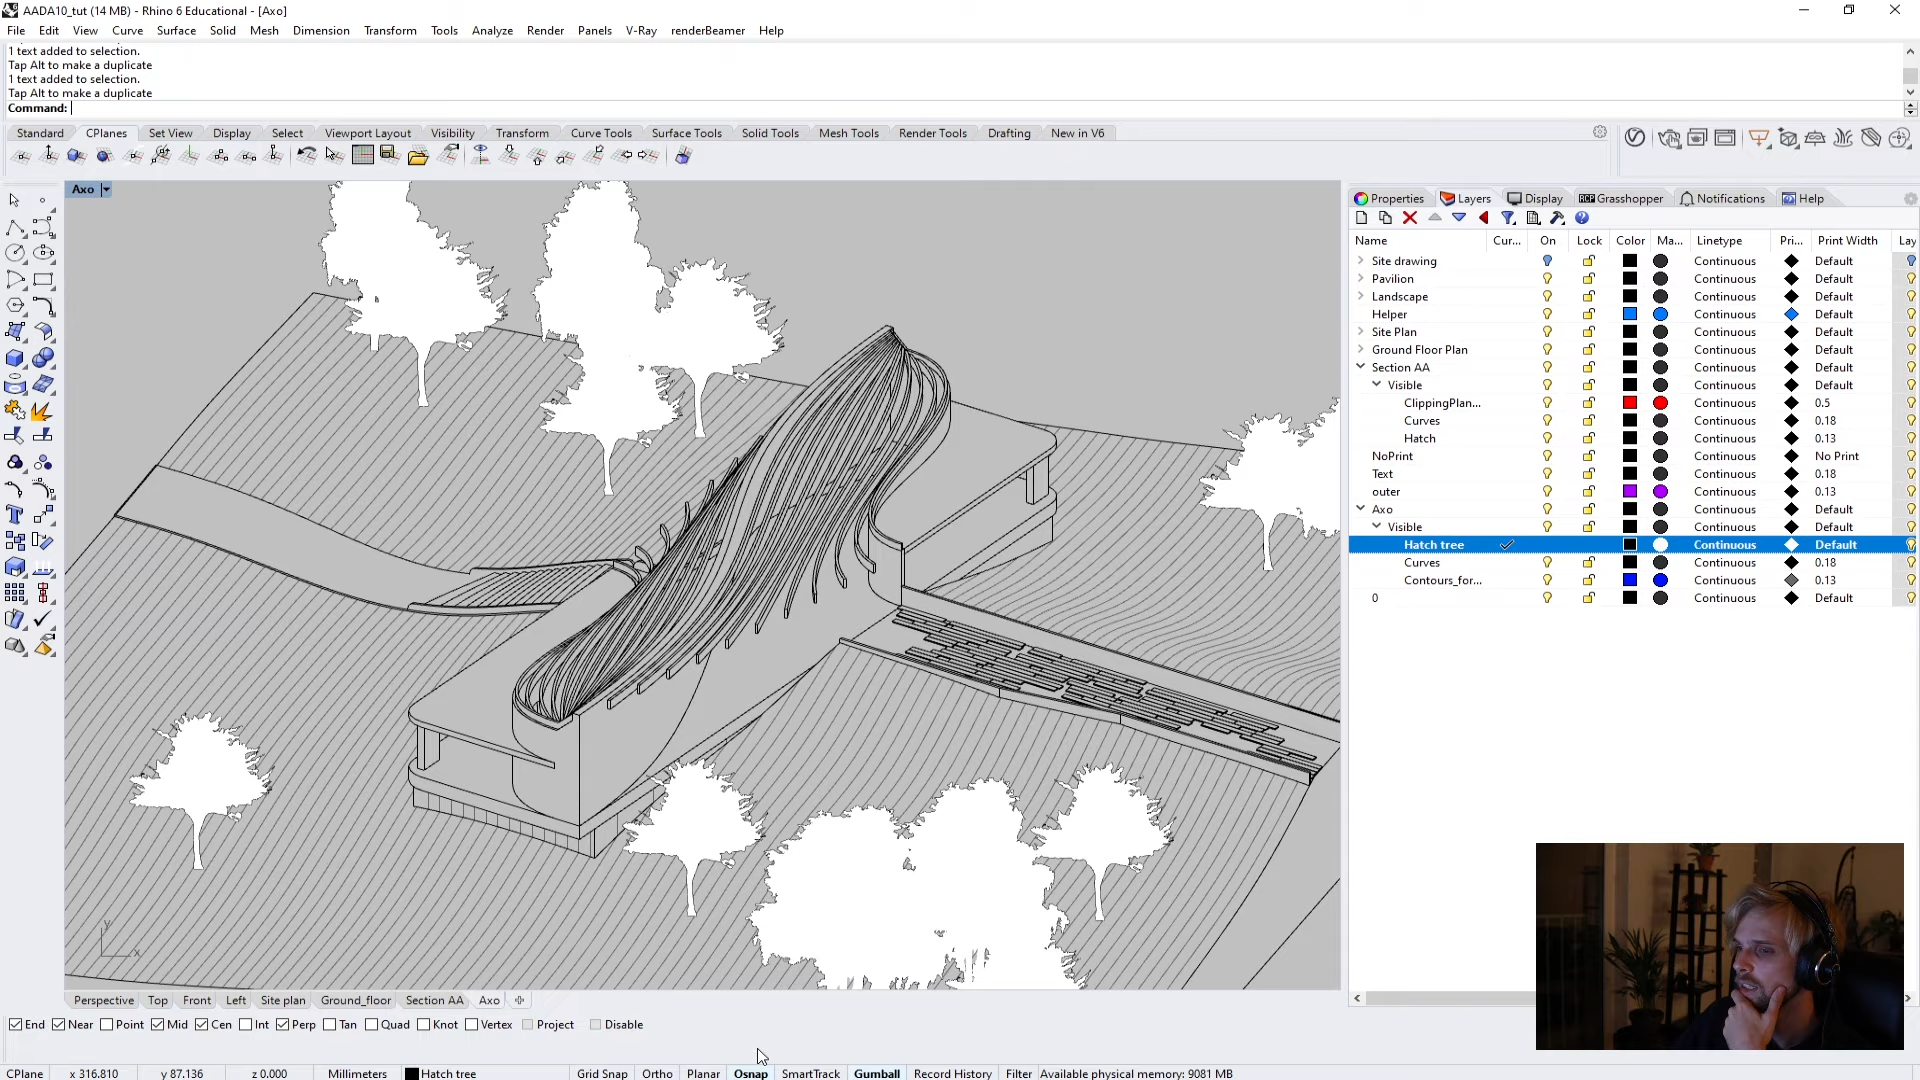 AADA10_tut (14 MB) - Rhino 6 Educational - [Axo]
File Edit View Curve Surface Solid Mesh Dimension Transform Tools Analyze Render Panels V-Ray renderBeamer Help
1 text added to selection.
Tap Alt to make a duplicate
1 text added to selection.
Tap Alt to make a duplicate
Command:
Standard CPlanes Set View Display Select Viewport Layout Visibility Transform Curve Tools Surface Tools Solid Tools Mesh Tools Render Tools Drafting New in V6
Axo
Properties Layers Display Grasshopper Notifications Help
Name Cur... On Lock Color Ma... Linetype Pri... Print Width Lay
Site drawing Continuous Default
Pavilion Continuous Default
Landscape Continuous Default
Helper Continuous Default
Site Plan Continuous Default
Ground Floor Plan Continuous Default
Section AA Continuous Default
Visible Continuous Default
ClippingPlan... Continuous 0.5
Curves Continuous 0.18
Hatch Continuous 0.13
NoPrint Continuous No Print
Text Continuous 0.18
outer Continuous 0.13
Axo Continuous Default
Visible Continuous Default
Hatch tree Continuous Default
Curves Continuous 0.18
Contours_for... Continuous 0.13
0 Continuous Default
y
x
Perspective Top Front Left Site plan Ground_floor Section AA Axo
End Near Point Mid Cen Int Perp Tan Quad Knot Vertex Project Disable
CPlane x 316.810 y 87.136 z 0.000 Millimeters Hatch tree Grid Snap Ortho Planar Osnap SmartTrack Gumball Record History Filter Available physical memory: 9081 MB